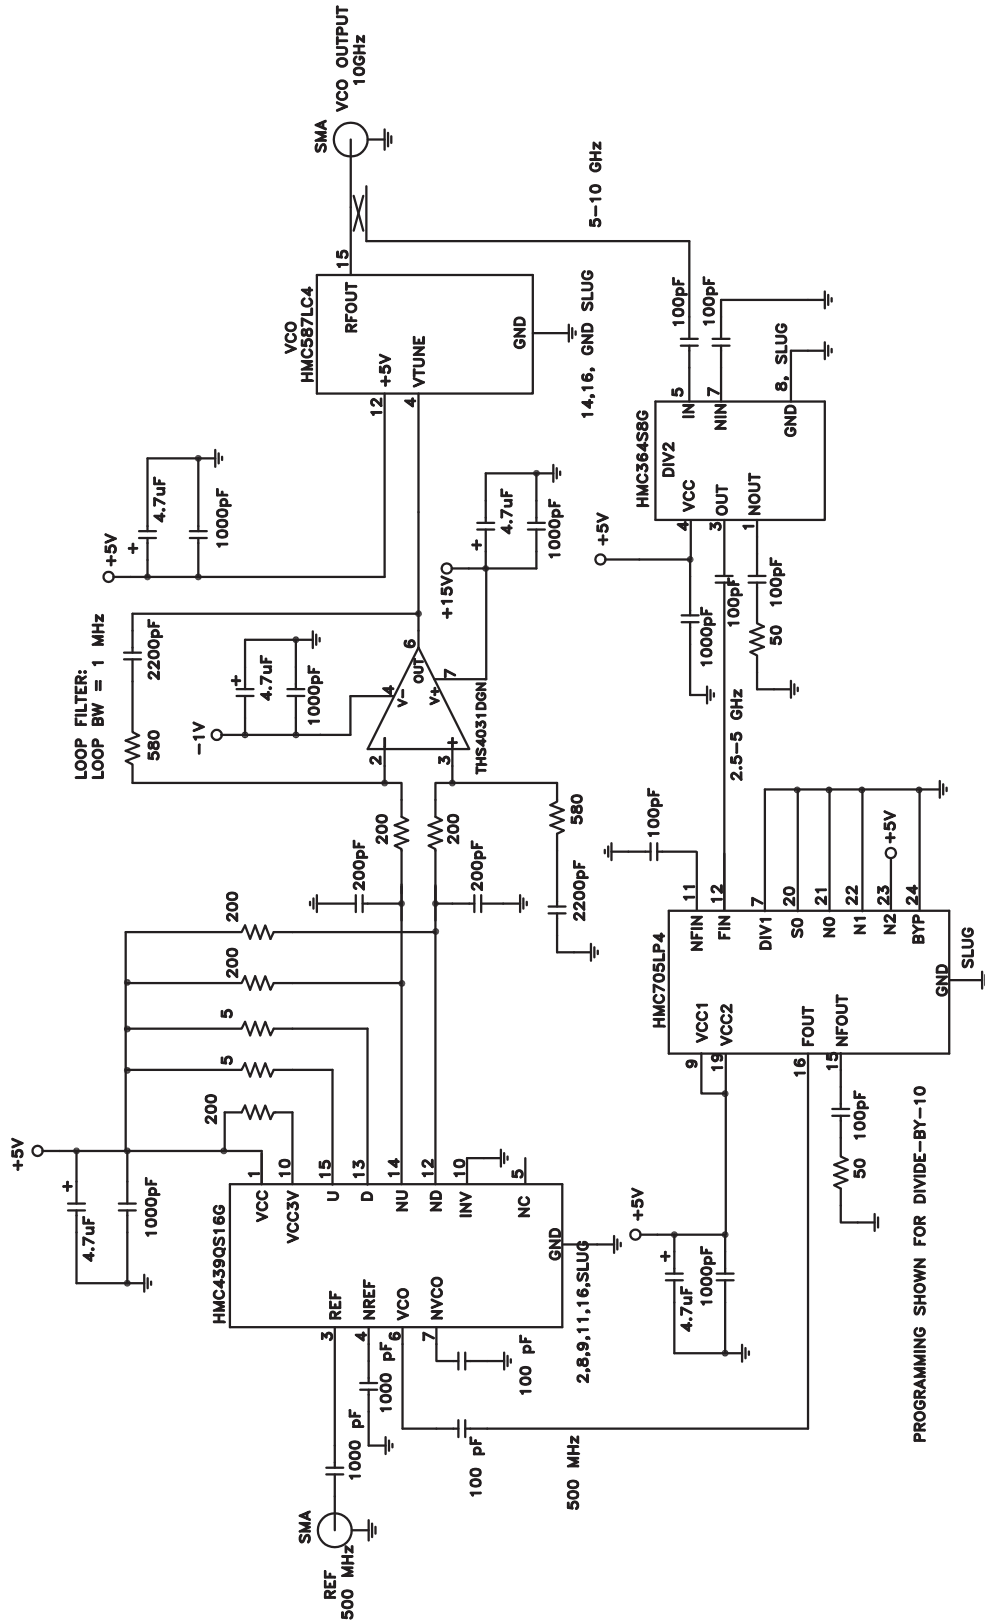 LOOP FILTER:
LOOP BW = 1 MHz
+5V
4.7uF
+
1000pF
HMC439QS16G
REF
500 MHz
SMA
1000 pF
3
REF
4
NREF
1000 pF
6
VCO
7
NVCO
100 pF
100 pF
500 MHz
VCC
1
VCC3V
10
U
15
D
13
NU
14
ND
12
INV
10
NC
5
GND
2,8,9,11,16,SLUG
200
5
5
200
200
200pF
200pF
200
200
580
2200pF
2200pF
580
-1V
+
4.7uF
1000pF
2
3
4
V-
OUT
6
V+
7
THS4031DGN
+15V
+
4.7uF
1000pF
+5V
+
4.7uF
1000pF
VCO
HMC587LC4
12
+5V
4
VTUNE
RFOUT
15
GND
14,16, GND SLUG
SMA
VCO OUTPUT
10GHz
5-10 GHz
HMC364S8G
DIV2
VCC
4
OUT
3
NOUT
1
IN
5
NIN
7
GND
8, SLUG
100pF
100pF
+5V
1000pF
100pF
100pF
50
2.5-5 GHz
HMC705LP4
NFIN
11
100pF
FIN
12
DIV1
7
S0
20
N0
21
N1
22
N2
23
+5V
BYP
24
GND
SLUG
9
VCC1
19
VCC2
16
FOUT
15
NFOUT
100pF
50
+5V
+
4.7uF
1000pF
PROGRAMMING SHOWN FOR DIVIDE-BY-10